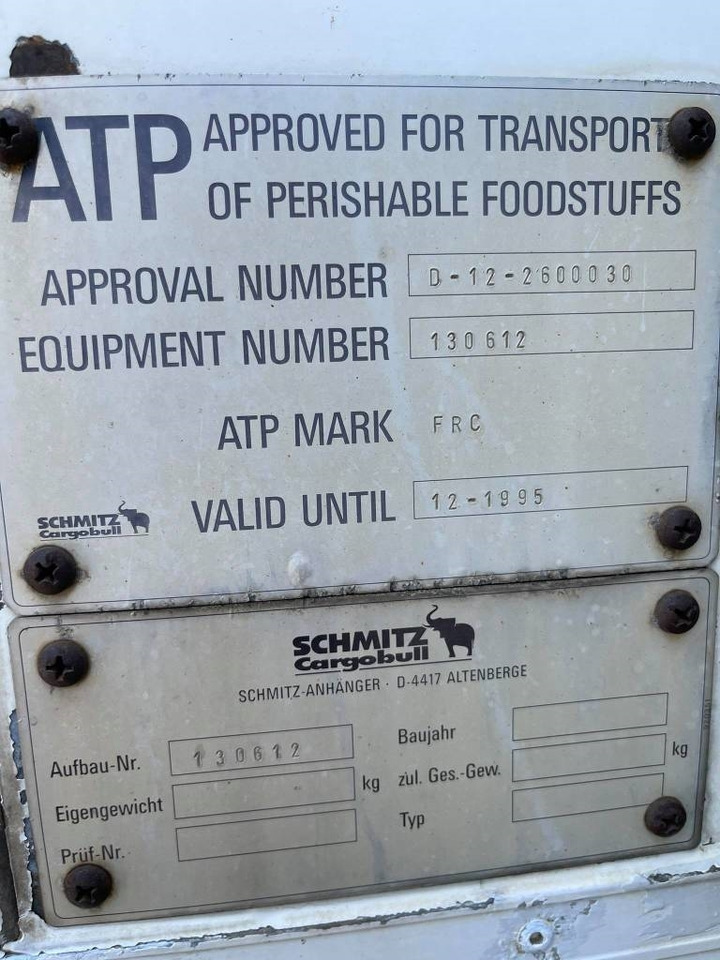 ATP APPROVED FOR TRANSPORT
OF PERISHABLE FOODSTUFFS
APPROVAL NUMBER D-12-2600030
EQUIPMENT NUMBER 130612
ATP MARK FRC
VALID UNTIL 12-1995
SCHMITZ
Cargobull
SCHMITZ
Cargobull
SCHMITZ-ANHÄNGER · D-4417 ALTENBERGE
Aufbau-Nr. 130612
Eigengewicht kg
Prüf-Nr.
Baujahr
zul. Ges.-Gew. kg
Typ